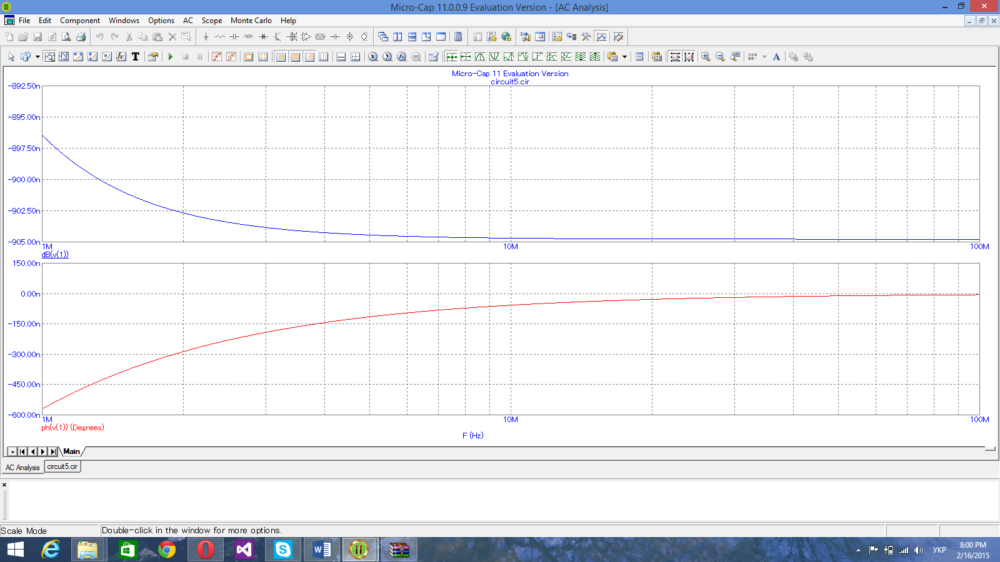 Micro-Cap 11.0.0.9 Evaluation Version - [AC Analysis]
File Edit Component Windows Options AC Scope Monte Carlo Help
Micro-Cap 11 Evaluation Version
circuit5.cir
-892.50n
-895.00n
-897.50n
-900.00n
-902.50n
-905.00n
1M 10M 100M
dB(v(1))
150.00n
0.00n
-150.00n
-300.00n
-450.00n
-600.00n
1M 10M 100M
ph(v(1)) (Degrees)
F (Hz)
Main
AC Analysis circuit5.cir
Scale Mode Double-click in the window for more options.
УКР 8:00 PM
2/16/2015